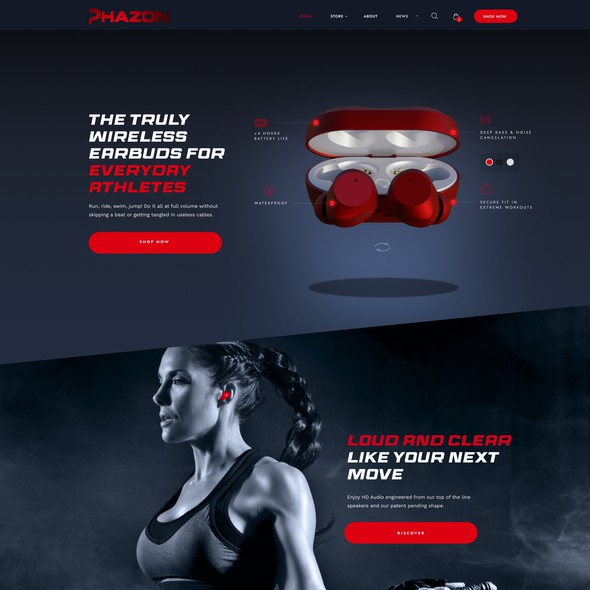 PHAZON
HOME
STORE
ABOUT
NEWS
SHOP NOW
THE TRULY
WIRELESS
EARBUDS FOR
EVERYDAY
ATHLETES
Run, ride, swim, jump! Do it all at full volume without
skipping a beat or getting tangled in useless cables.
SHOP NOW
BATTERY LIFE
WATERPROOF
DEEP BASS & NOISE
CANCELATION
SECURE FIT IN
EXTREME WORKOUTS
LOUD AND CLEAR
LIKE YOUR NEXT
MOVE
Enjoy HD Audio engineered from our top of the line
speakers and our patent pending shape.
DISCOVER